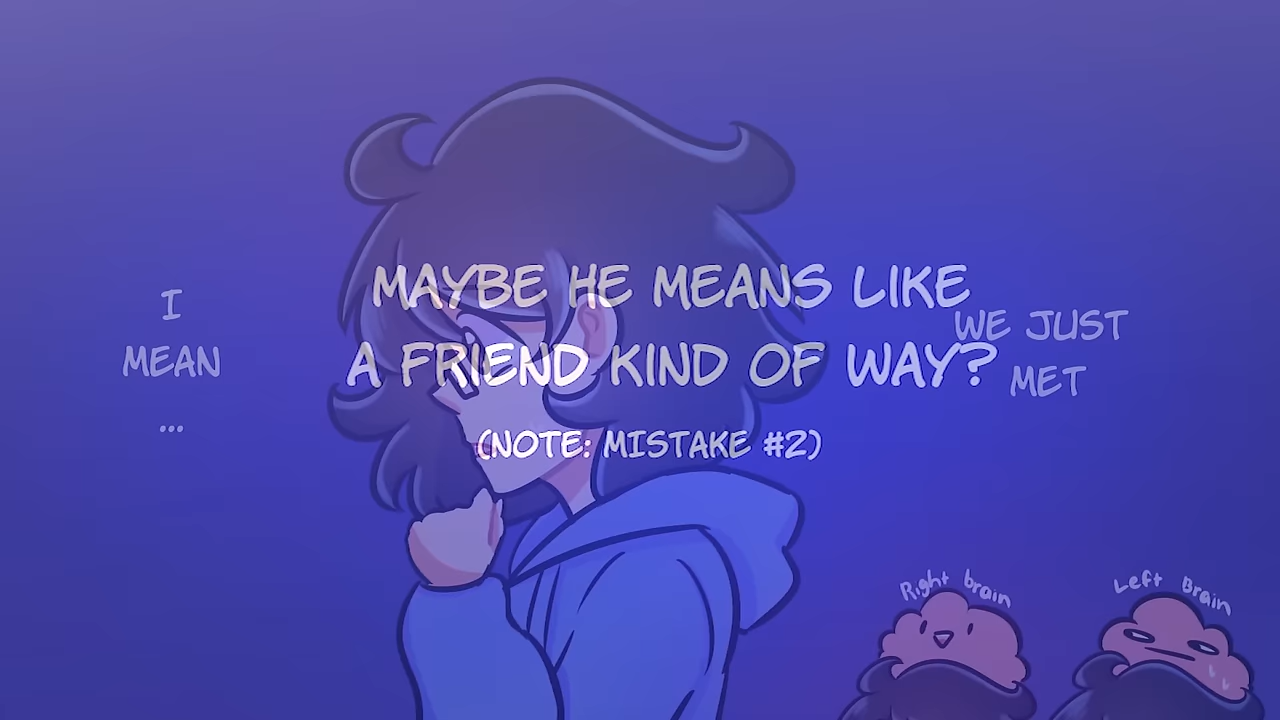 I
MEAN
...
MAYBE HE MEANS LIKE
A FRIEND KIND OF WAY?
(NOTE: MISTAKE #2)
WE JUST
MET
Right brain
Left Brain